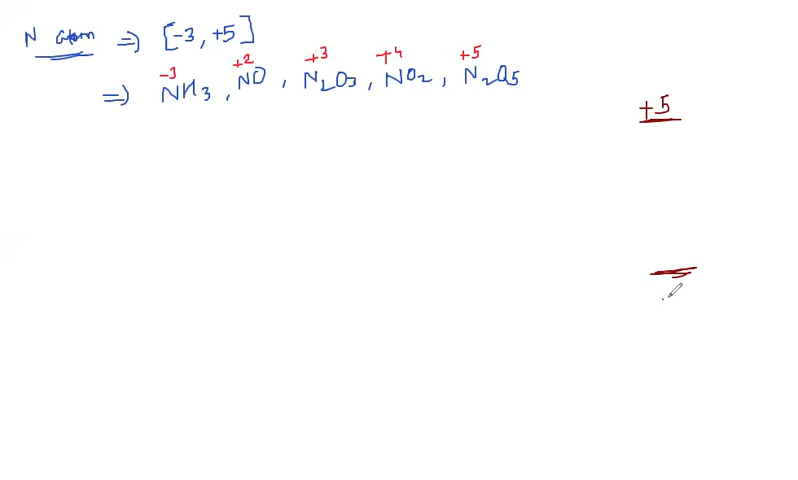 N atom ⇒ [-3, +5]
-3 +2 +3 +4 +5
⇒ NH3, NO, N2O3, NO2, N2O5
+5